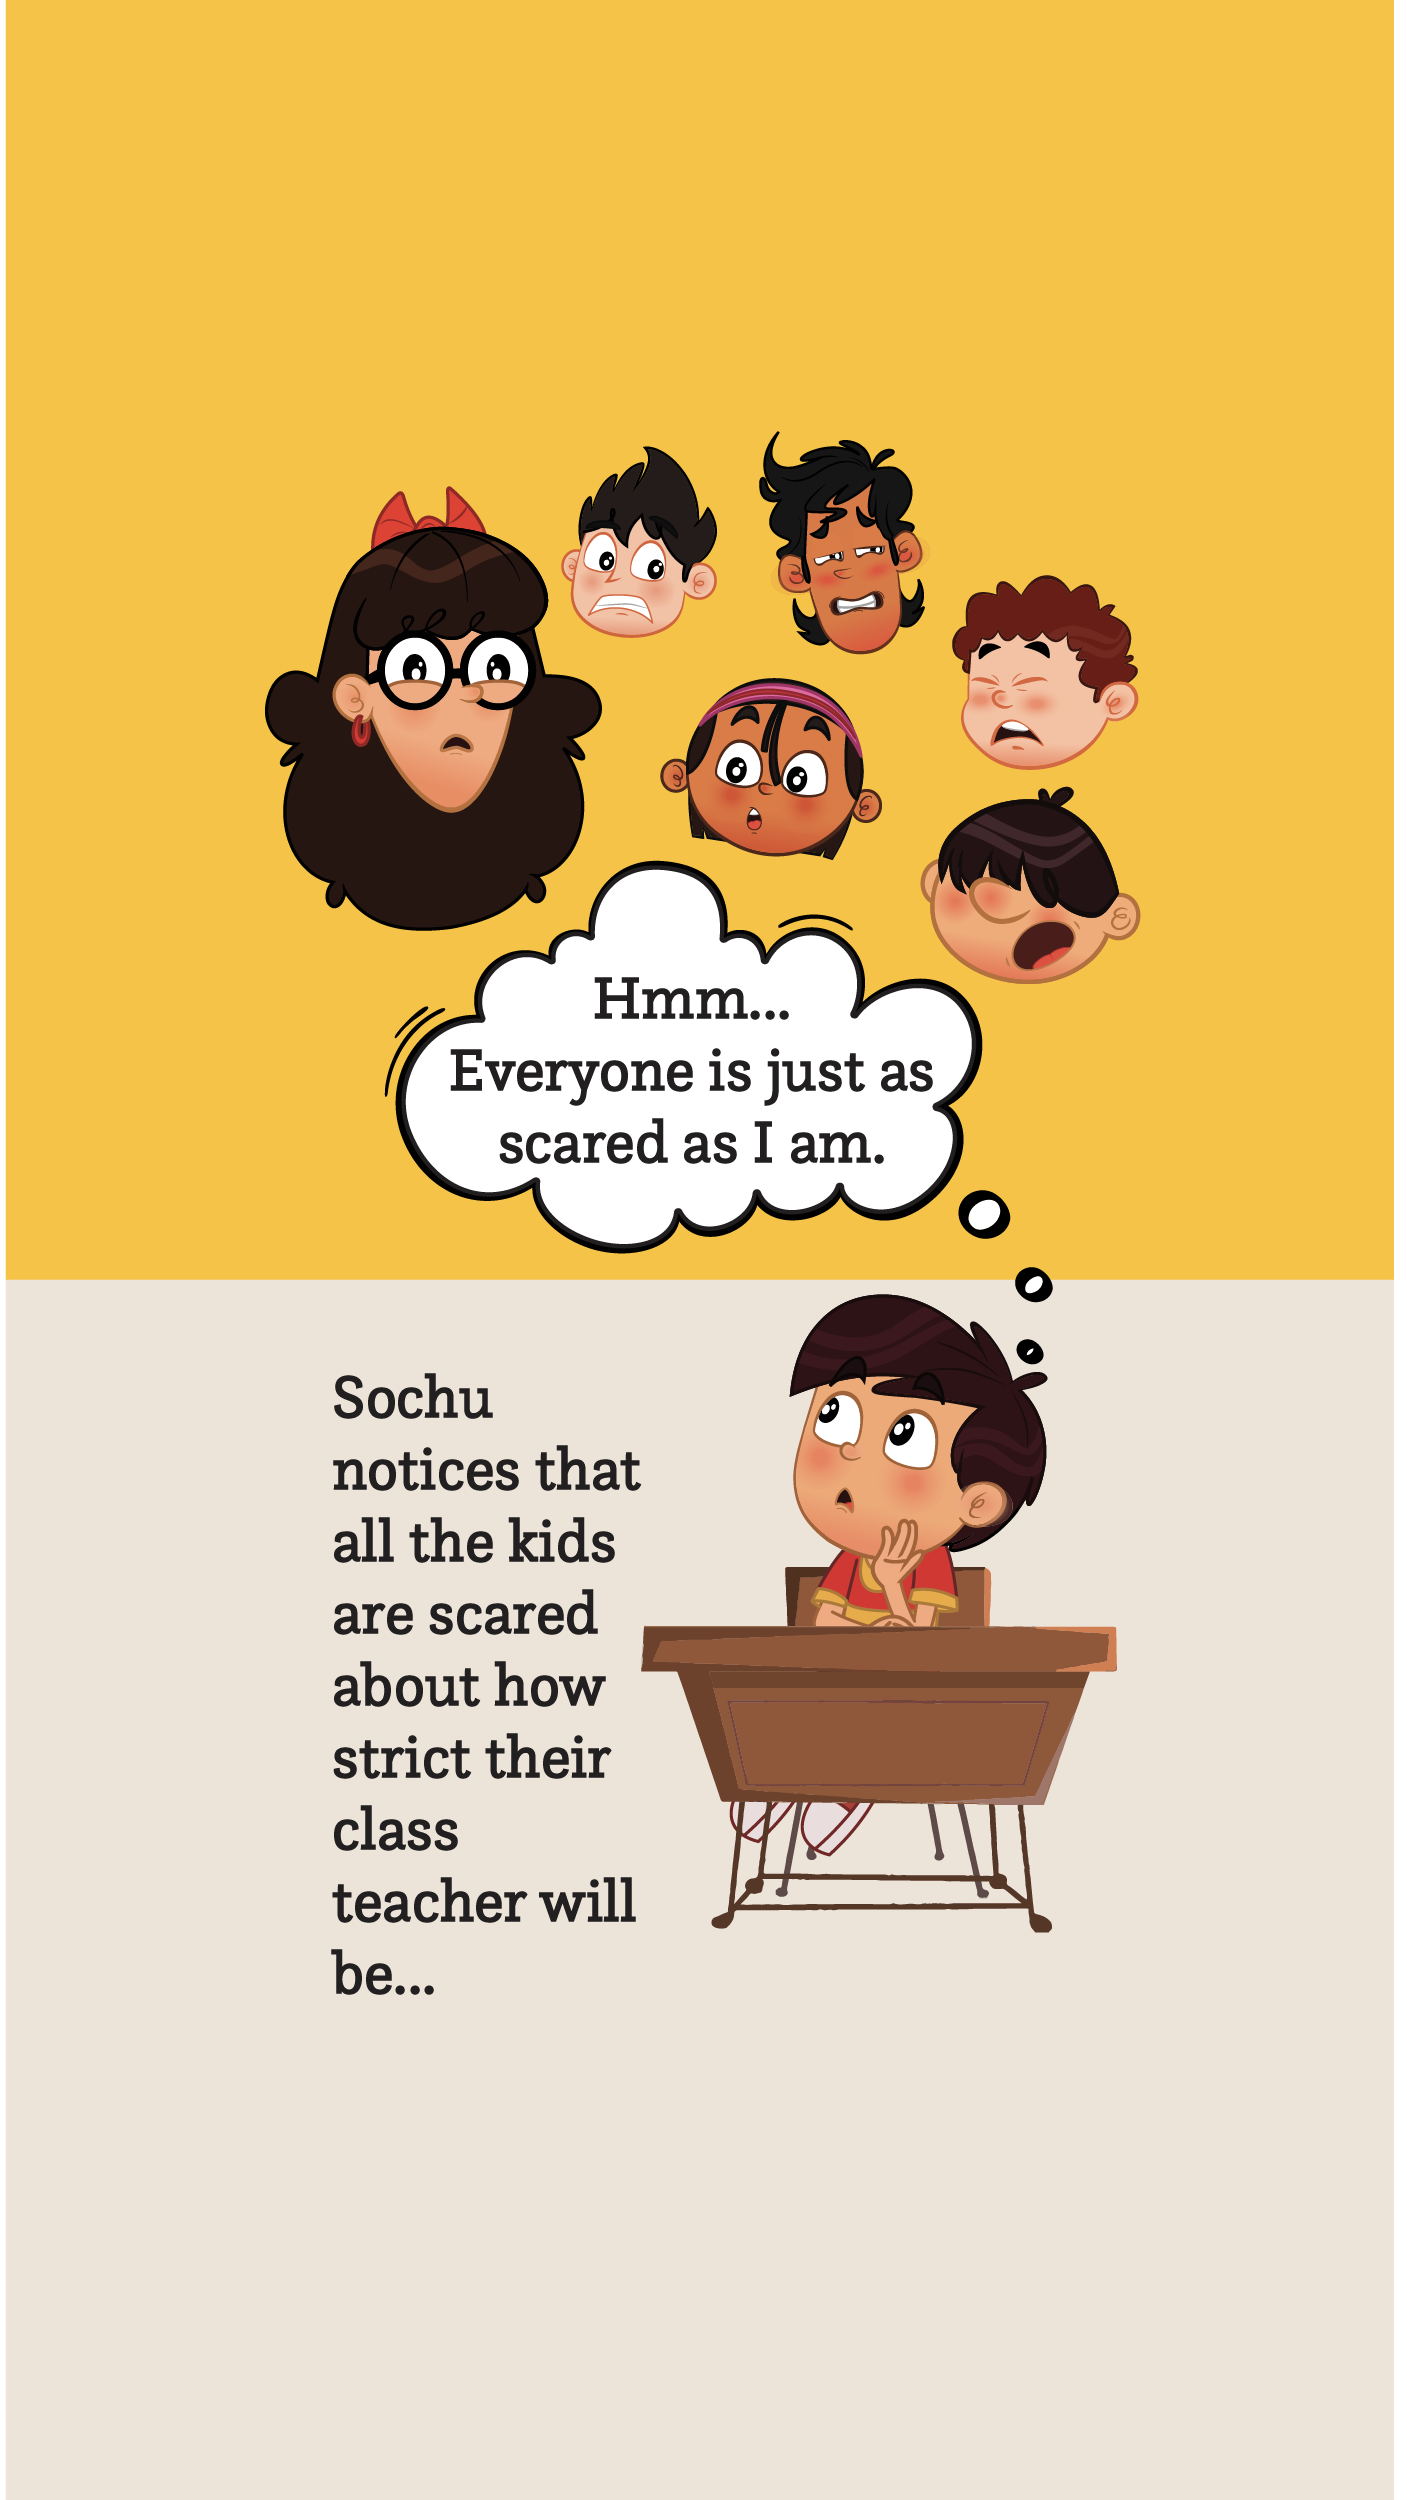 Hmm...
Everyone is just as
scared as I am.
Sochu
notices that
all the kids
are scared
about how
strict their
class
teacher will
be...